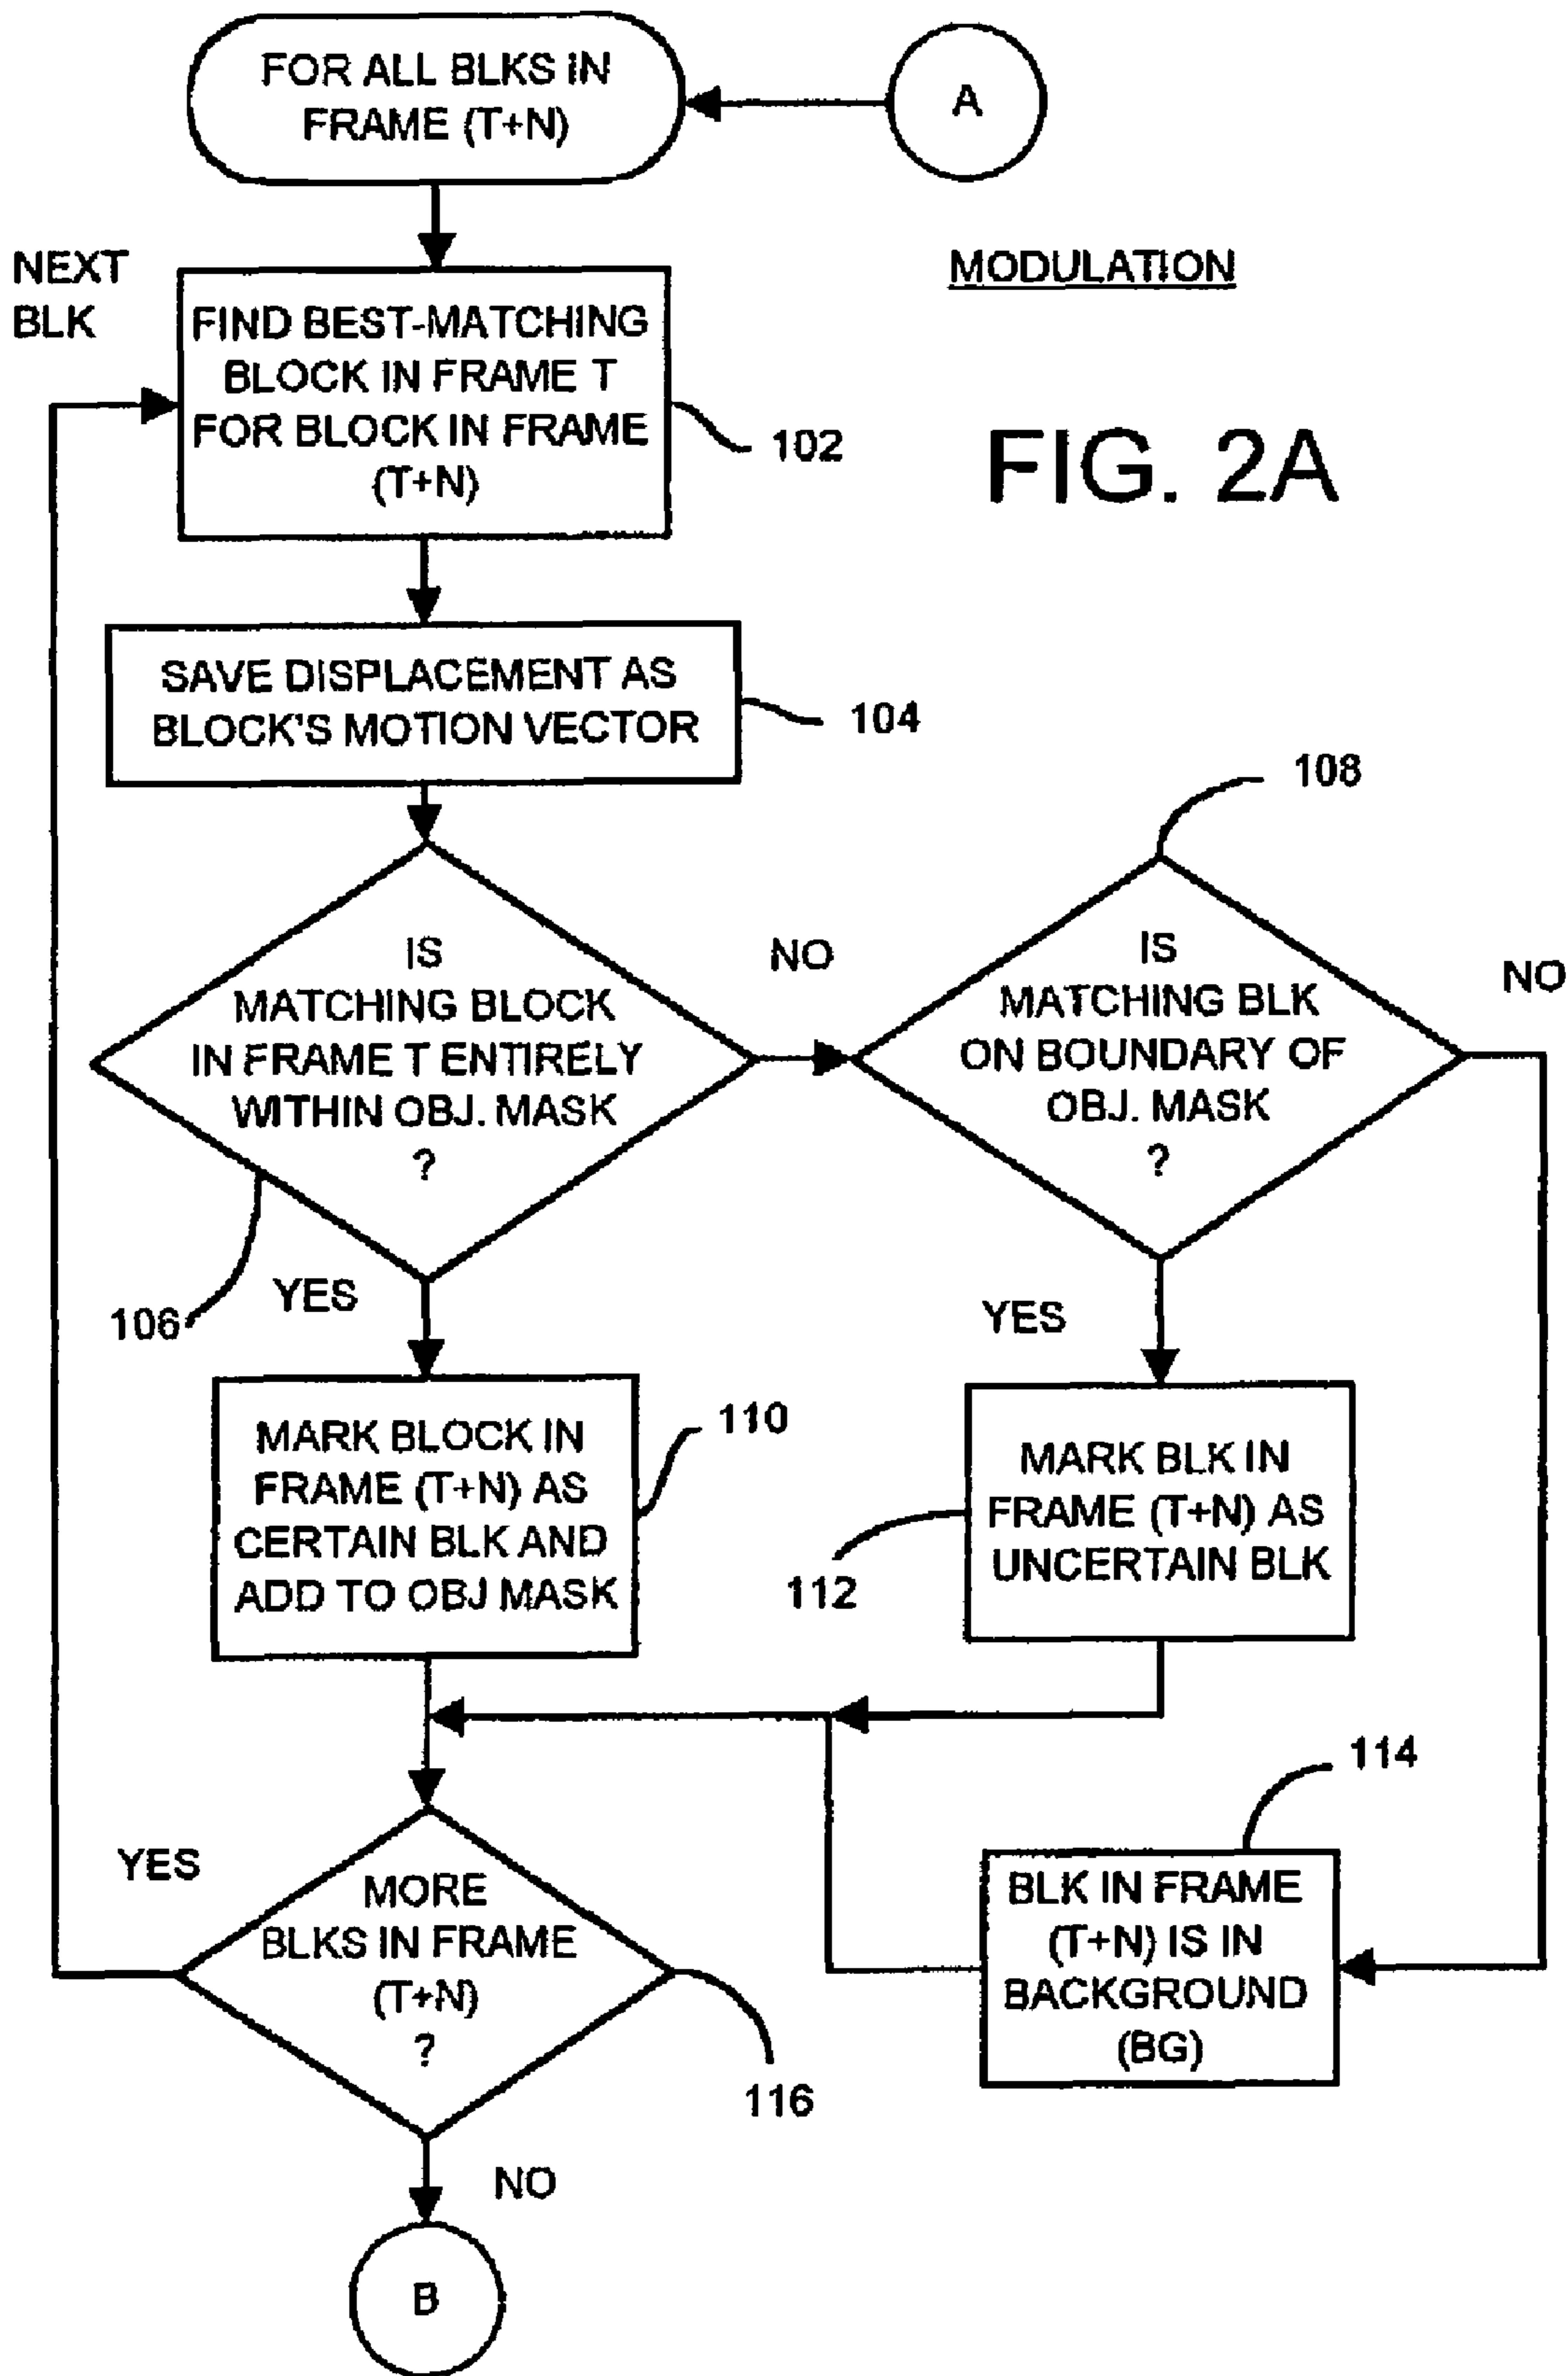 FOR ALL BLKS IN
FRAME (T+N)
A
NEXT
BLK
MODULATION
FIND BEST-MATCHING
BLOCK IN FRAME T
FOR BLOCK IN FRAME
(T+N)
102
FIG. 2A
SAVE DISPLACEMENT AS
BLOCK'S MOTION VECTOR
104
108
IS
MATCHING BLOCK
IN FRAME T ENTIRELY
WITHIN OBJ. MASK
?
NO
IS
MATCHING BLK
ON BOUNDARY OF
OBJ. MASK
?
NO
106
YES
YES
MARK BLOCK IN
FRAME (T+N) AS
CERTAIN BLK AND
ADD TO OBJ MASK
110
MARK BLK IN
FRAME (T+N) AS
UNCERTAIN BLK
112
114
YES
MORE
BLKS IN FRAME
(T+N)
?
116
BLK IN FRAME
(T+N) IS IN
BACKGROUND
(BG)
NO
B